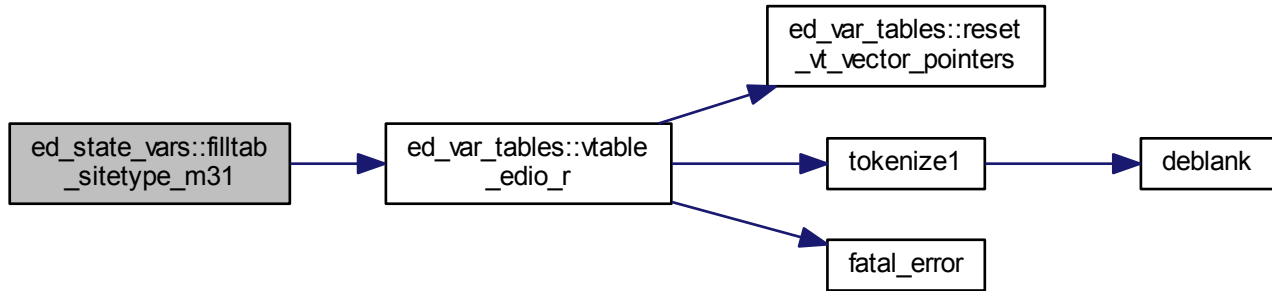 ed_state_vars::filltab
_sitetype_m31
ed_var_tables::vtable
_edio_r
ed_var_tables::reset
_vt_vector_pointers
tokenize1
deblank
fatal_error